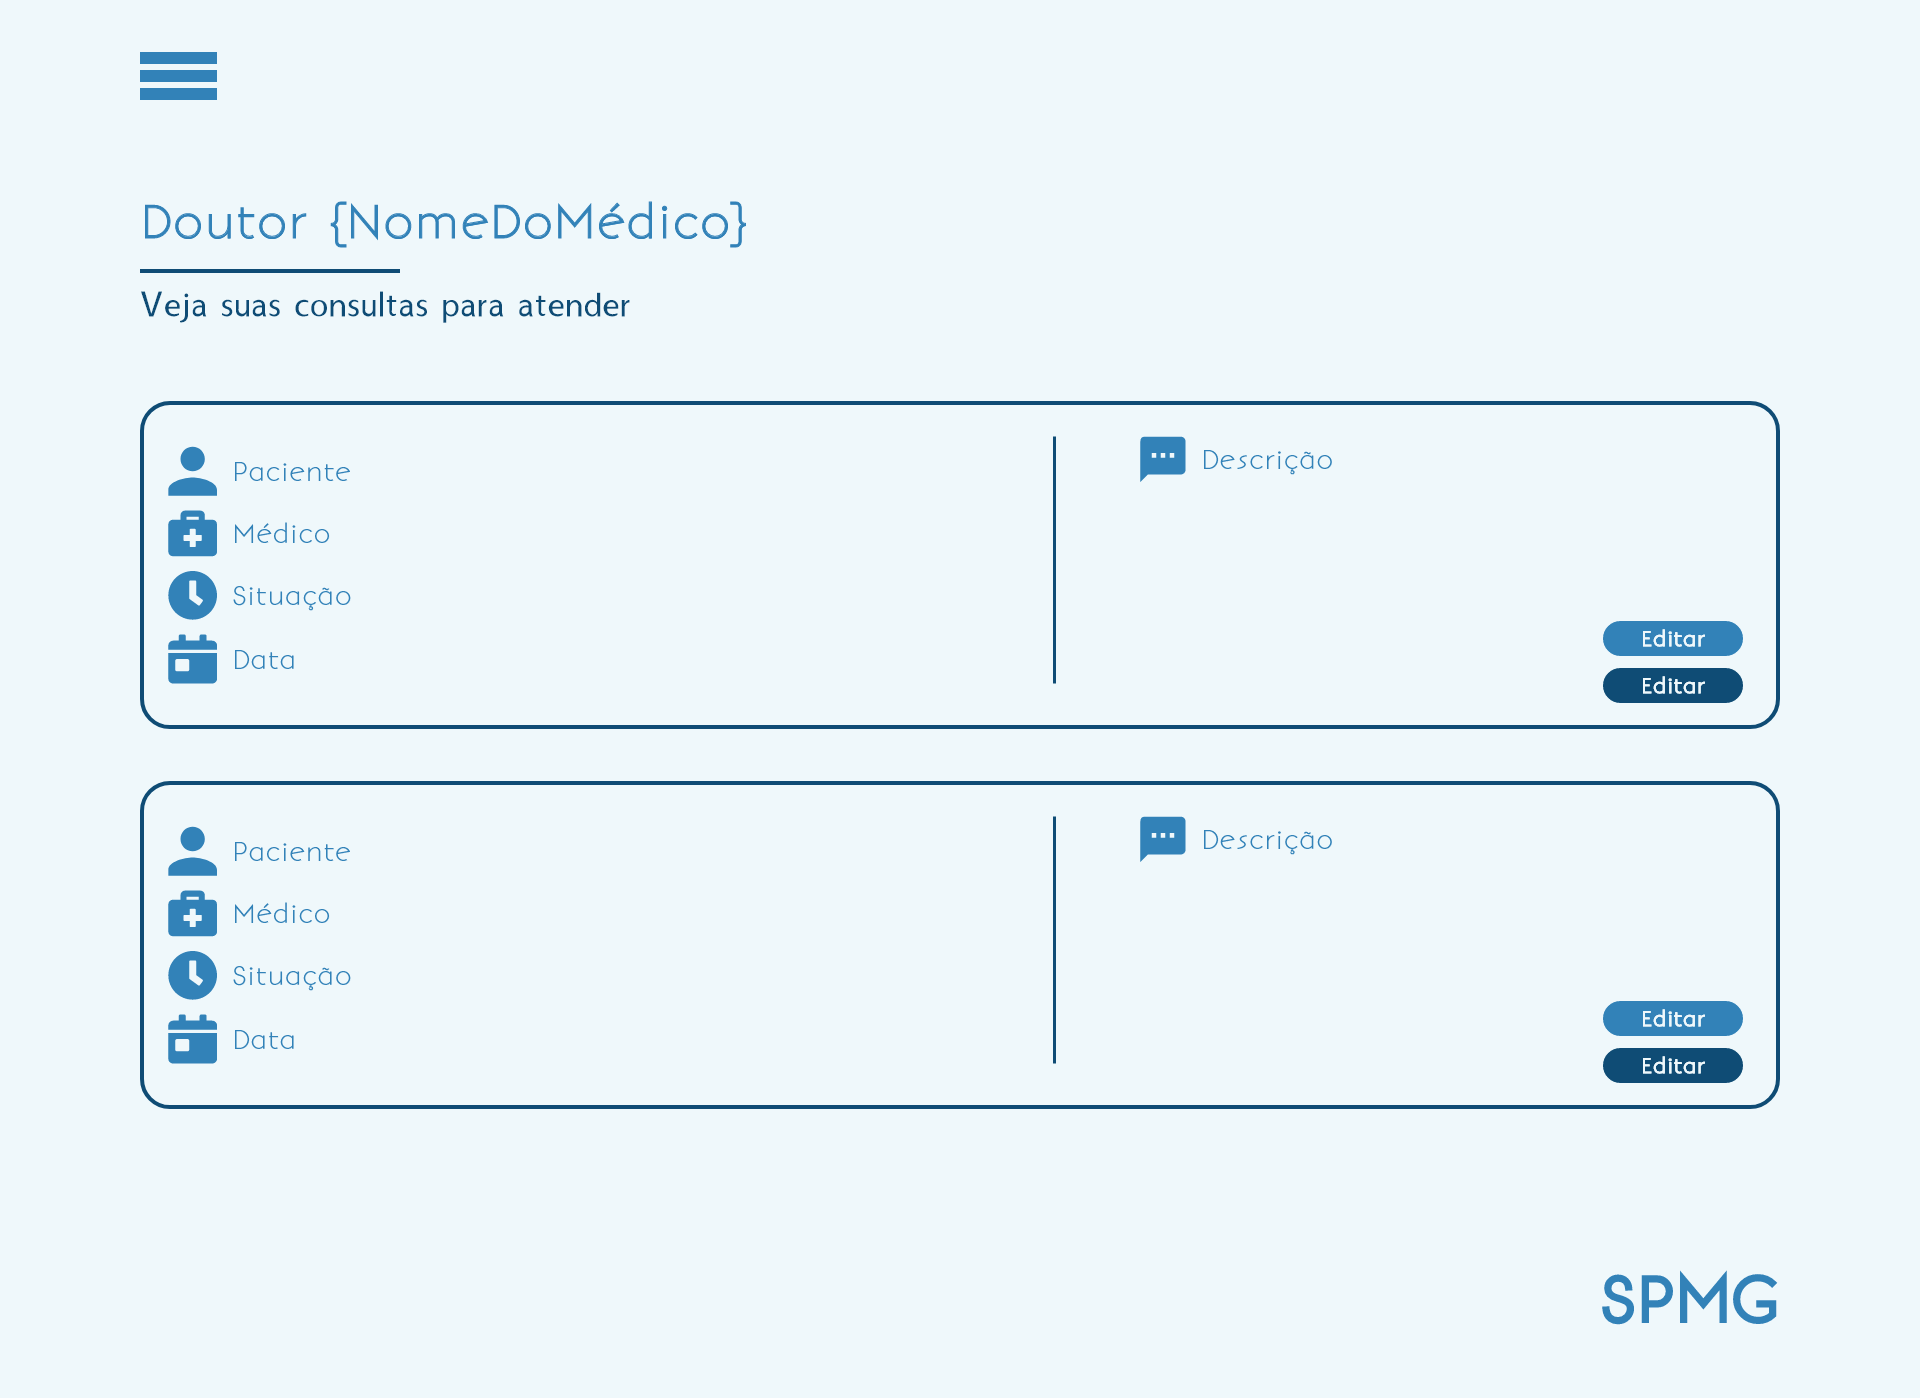 Doutor {NomeDoMédico}
Veja suas consultas para atender
Paciente
Médico
Situação
Data
Descrição
Editar
Editar
Paciente
Médico
Situação
Data
Descrição
Editar
Editar
SPMG